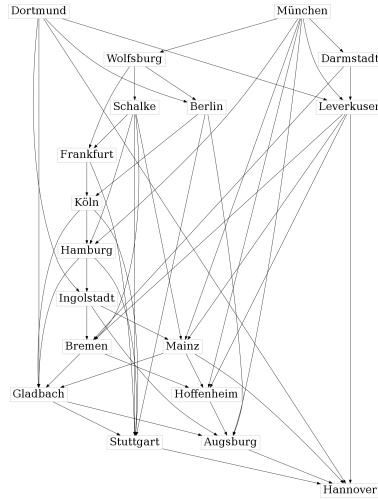 Dortmund München
Wolfsburg Darmstadt
Schalke Berlin Leverkusen
Frankfurt
Köln
Hamburg
Ingolstadt
Bremen Mainz
Gladbach Hoffenheim
Stuttgart Augsburg
Hannover